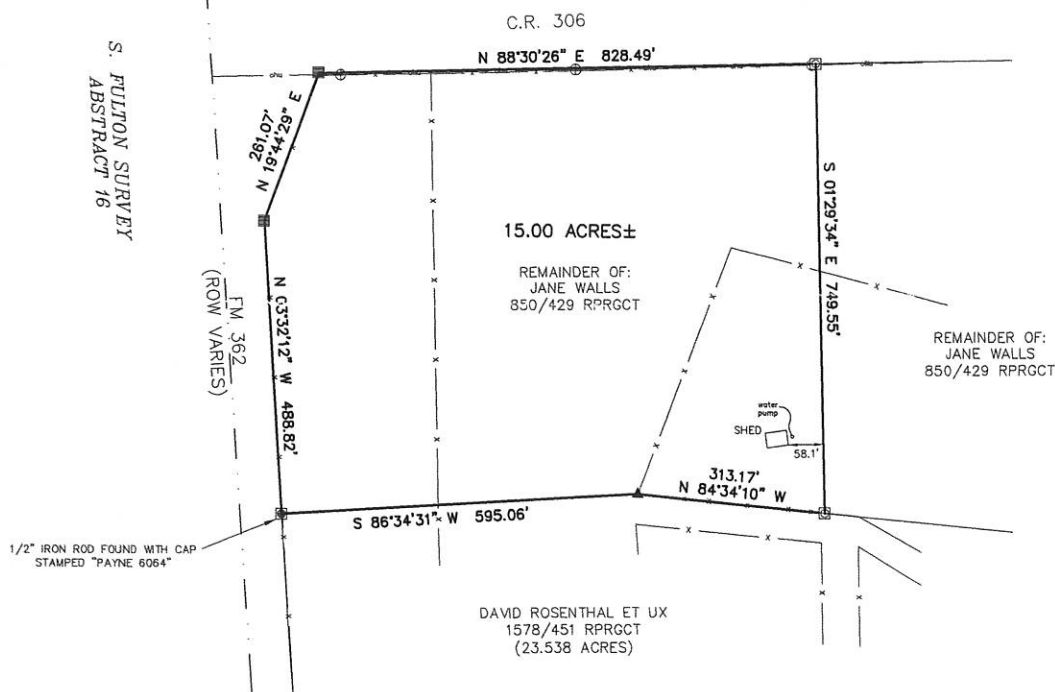 C.R. 306
N 88°30'26" E 828.49'
S. FULTON SURVEY
ABSTRACT 16
261.07'
N 19°44'29" E
15.00 ACRES±
REMAINDER OF:
JANE WALLS
850/429 RPRGCT
S 01°29'34" E 749.55'
FM 362
(ROW VARIES)
N 03°32'12" W 488.82'
REMAINDER OF:
JANE WALLS
850/429 RPRGCT
water
pump
SHED
58.1'
313.17'
N 84°34'10" W
S 86°34'31" W 595.06'
1/2" IRON ROD FOUND WITH CAP
STAMPED "PAYNE 6064"
DAVID ROSENTHAL ET UX
1578/451 RPRGCT
(23.538 ACRES)